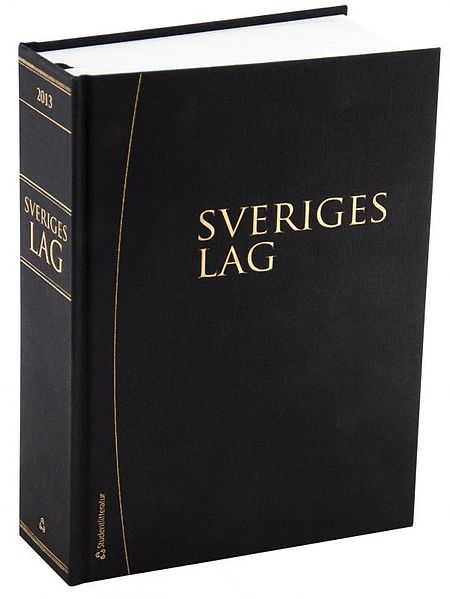 2013
SVERIGES
LAG
SVERIGES
LAG
Studentlitteratur